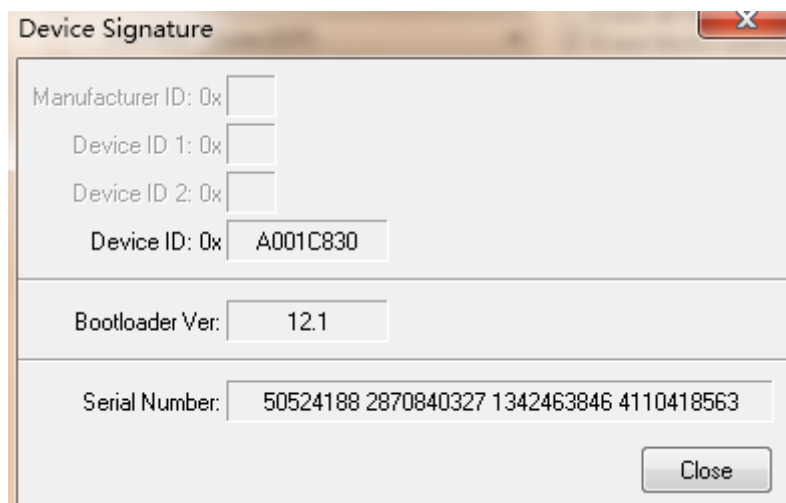 Device Signature
Manufacturer ID: 0x
Device ID 1: 0x
Device ID 2: 0x
Device ID: 0x A001C830
Bootloader Ver: 12.1
Serial Number: 50524188 2870840327 1342463846 4110418563
Close